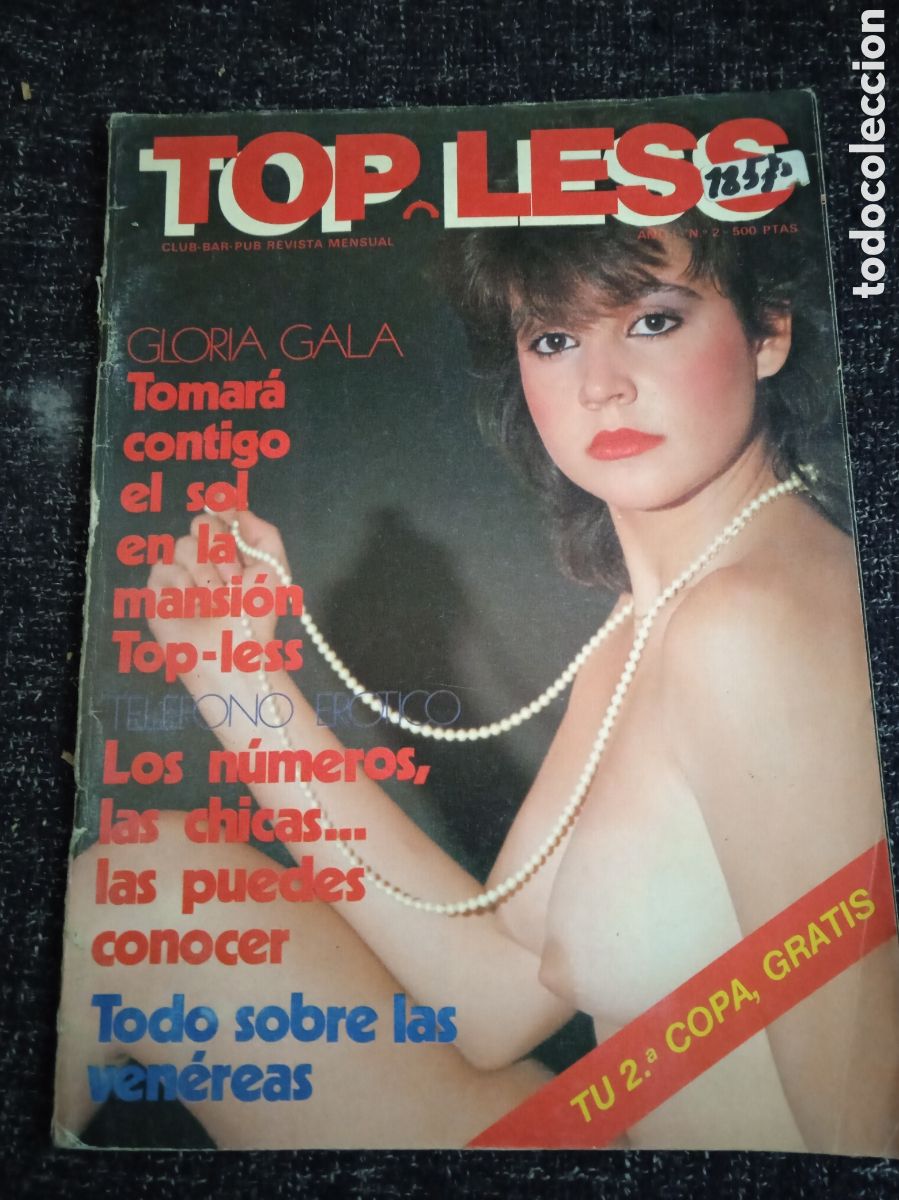 TOP-LESS
1857
CLUB-BAR-PUB REVISTA MENSUAL
AÑO I - N.º 2 - 500 PTAS
GLORIA GALA
Tomará
contigo
el sol
en la
mansión
Top-less
TELEFONO EROTICO
Los números,
las chicas...
las puedes
conocer
Todo sobre las
venéreas
TU 2.ª COPA, GRATIS
todocoleccion